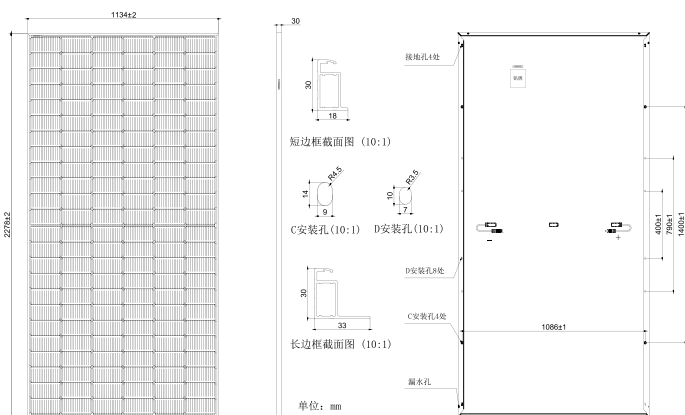 1134±2
30
2278±2
30
18
短边框截面图 (10:1)
R4.5
14
9
R3.5
10
7
C安装孔(10:1)
D安装孔(10:1)
30
33
长边框截面图 (10:1)
单位：mm
接地孔4处
铭牌
－
＋
400±1
790±1
1400±1
D安装孔8处
C安装孔4处
1086±1
漏水孔